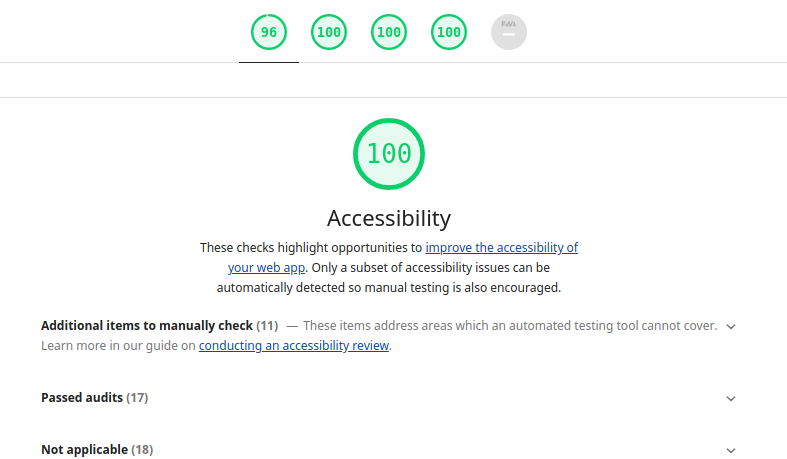 96 100 100 100 PWA
100
Accessibility
These checks highlight opportunities to improve the accessibility of
your web app. Only a subset of accessibility issues can be
automatically detected so manual testing is also encouraged.
Additional items to manually check (11) — These items address areas which an automated testing tool cannot cover.
Learn more in our guide on conducting an accessibility review.
Passed audits (17)
Not applicable (18)